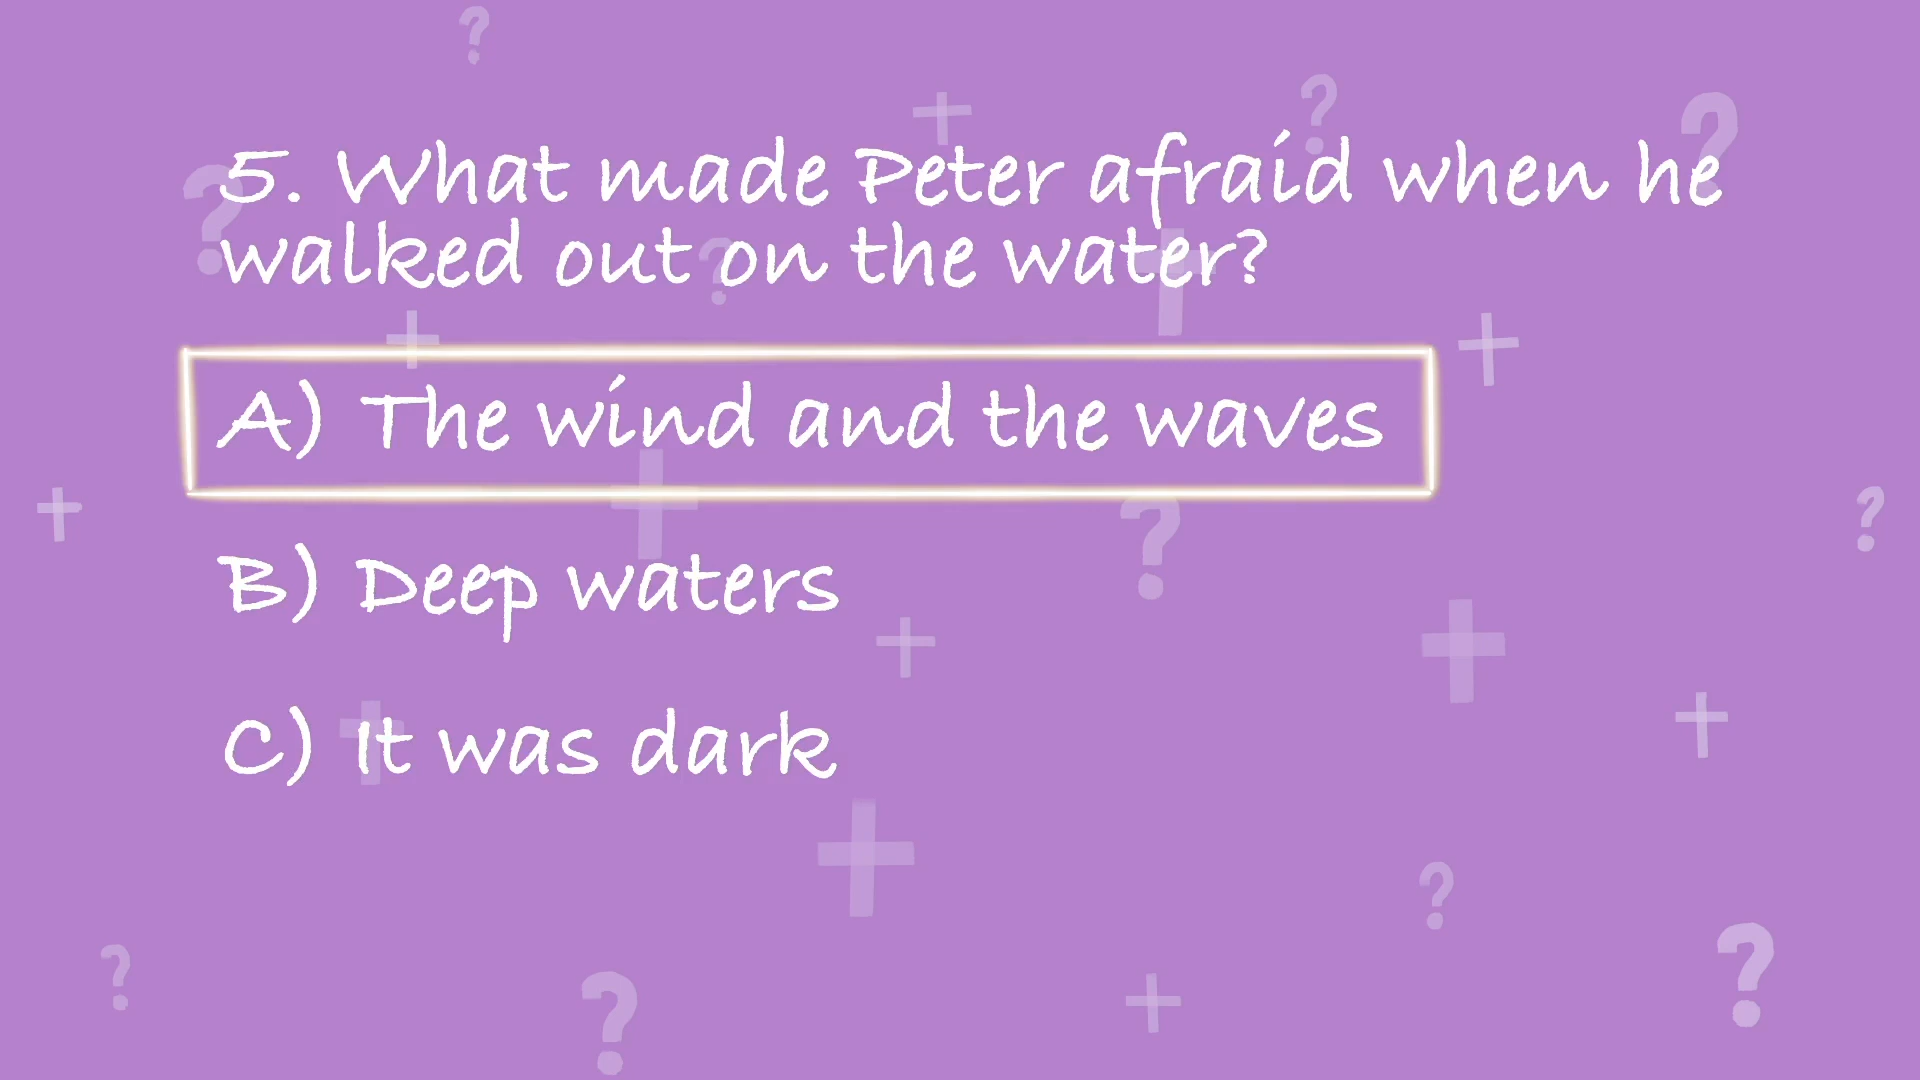 5. What made Peter afraid when he
walked out on the water?
A) The wind and the waves
B) Deep waters
C) It was dark